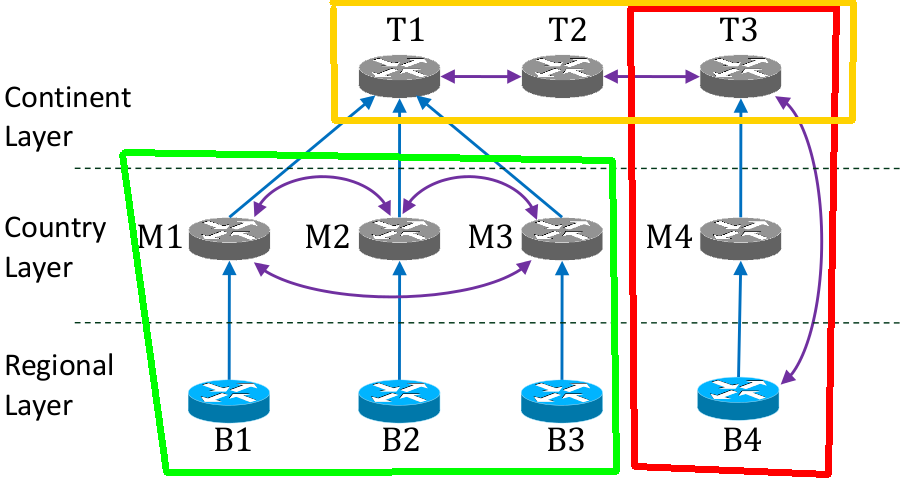 T1
T2
T3
Continent
Layer
Country
Layer
M1
M2
M3
M4
Regional
Layer
B1
B2
B3
B4